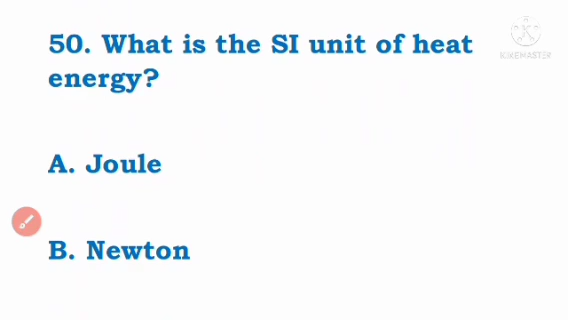 50. What is the SI unit of heat
energy?
KINEMASTER
A. Joule
B. Newton